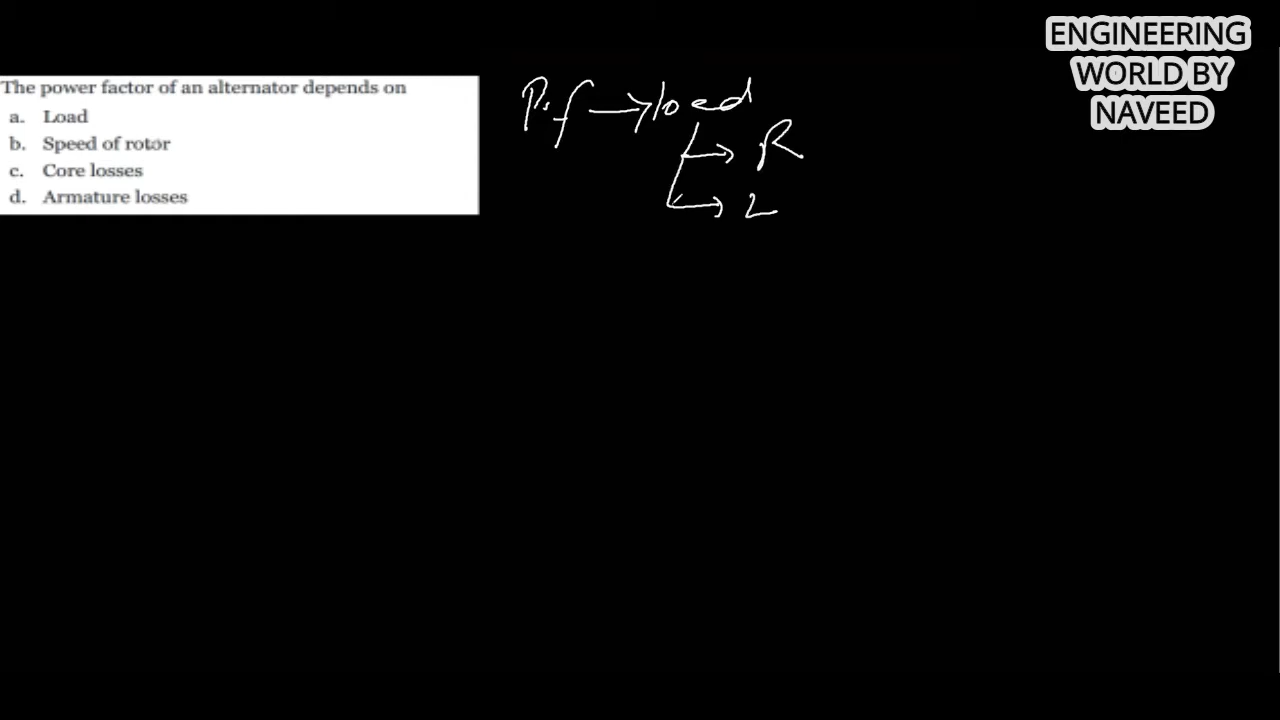 The power factor of an alternator depends on
a. Load
b. Speed of rotor
c. Core losses
d. Armature losses
P.f → load
→ R
→ L
ENGINEERING
WORLD BY
NAVEED